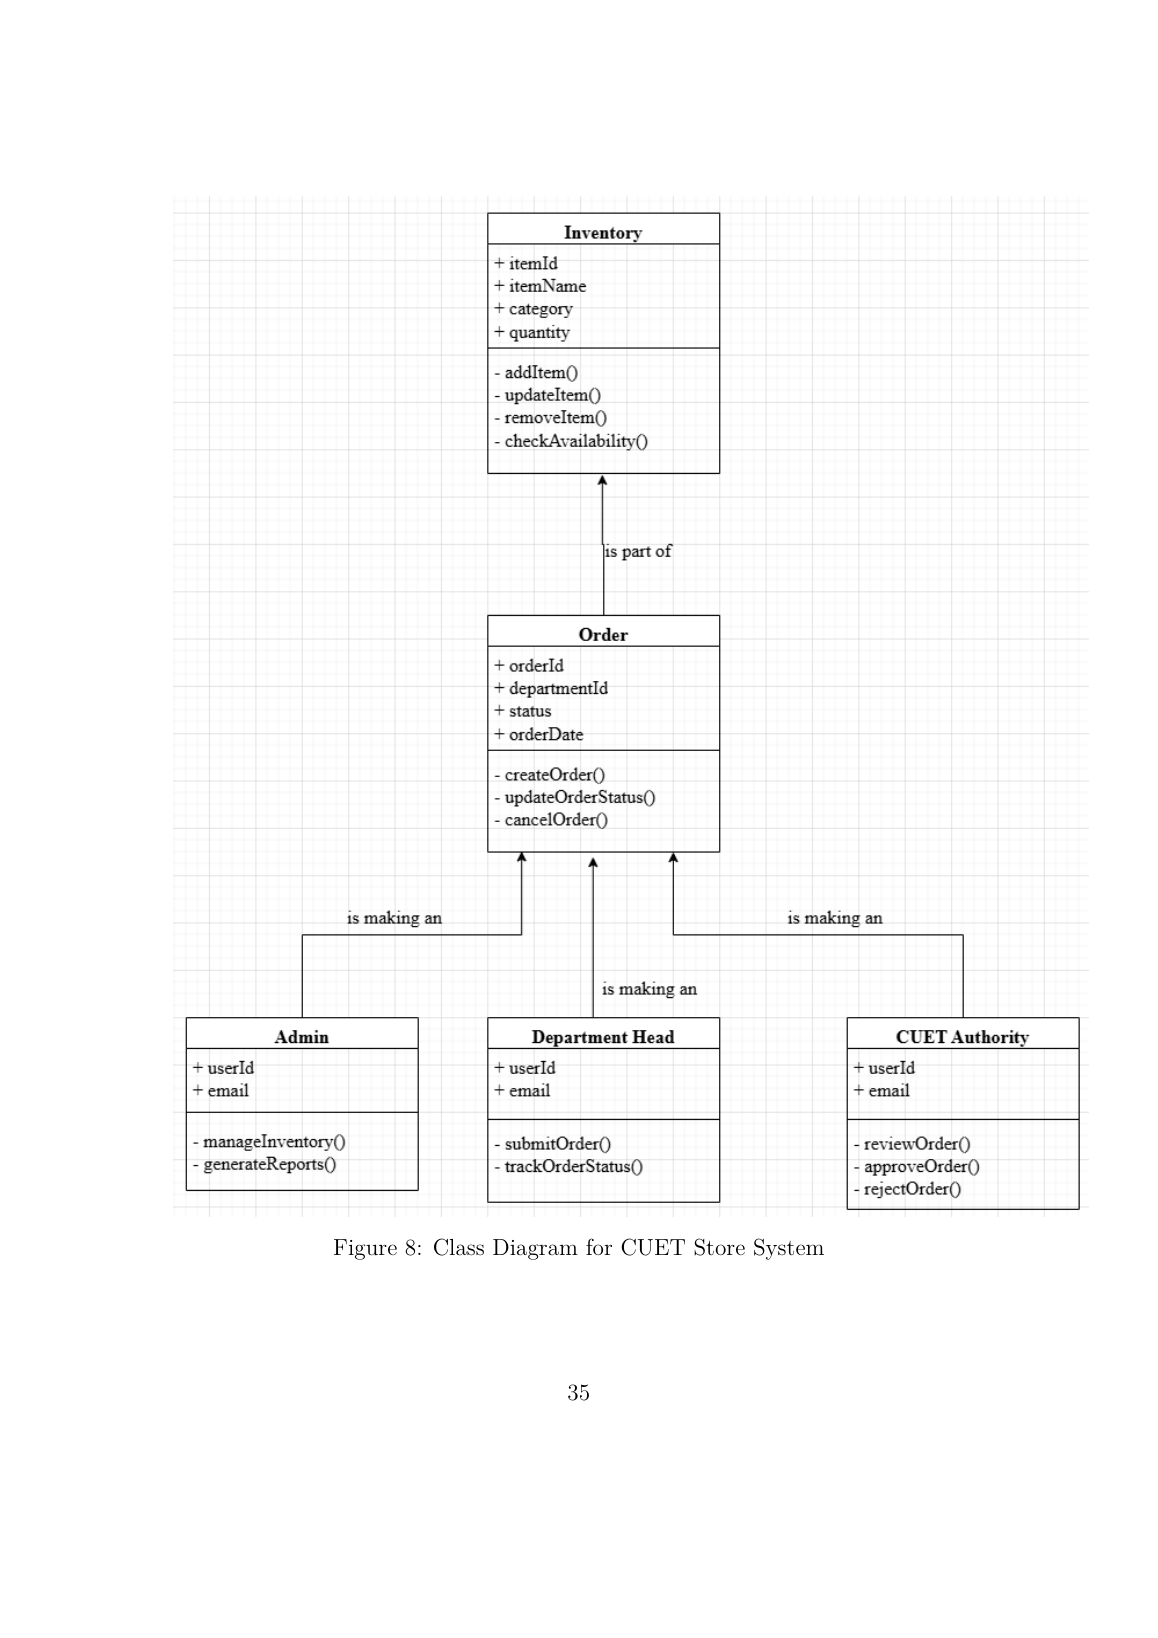 Inventory
+ itemId
+ itemName
+ category
+ quantity
- addItem()
- updateItem()
- removeItem()
- checkAvailability()
is part of
Order
+ orderId
+ departmentId
+ status
+ orderDate
- createOrder()
- updateOrderStatus()
- cancelOrder()
is making an
is making an
is making an
Admin
+ userId
+ email
- manageInventory()
- generateReports()
Department Head
+ userId
+ email
- submitOrder()
- trackOrderStatus()
CUET Authority
+ userId
+ email
- reviewOrder()
- approveOrder()
- rejectOrder()
Figure 8: Class Diagram for CUET Store System
35